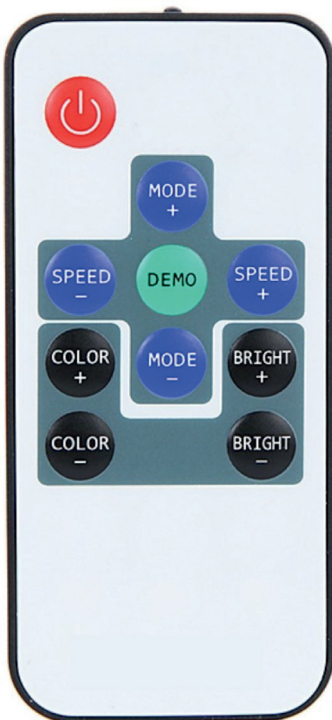 MODE
+
SPEED
-
DEMO
SPEED
+
COLOR
+
MODE
-
BRIGHT
+
COLOR
-
BRIGHT
-